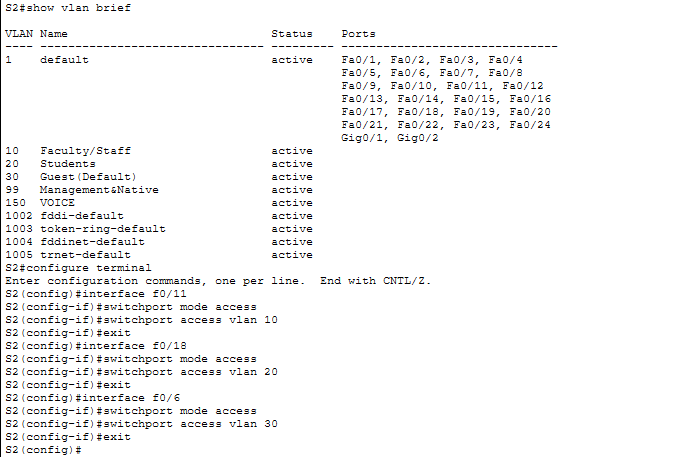 S2#show vlan brief
VLAN Name                             Status    Ports
---- -------------------------------- --------- -------------------------------
1    default                          active    Fa0/1, Fa0/2, Fa0/3, Fa0/4
                                                Fa0/5, Fa0/6, Fa0/7, Fa0/8
                                                Fa0/9, Fa0/10, Fa0/11, Fa0/12
                                                Fa0/13, Fa0/14, Fa0/15, Fa0/16
                                                Fa0/17, Fa0/18, Fa0/19, Fa0/20
                                                Fa0/21, Fa0/22, Fa0/23, Fa0/24
                                                Gig0/1, Gig0/2
10   Faculty/Staff                    active
20   Students                         active
30   Guest(Default)                   active
99   Management&Native                active
150  VOICE                            active
1002 fddi-default                     active
1003 token-ring-default               active
1004 fddinet-default                  active
1005 trnet-default                    active
S2#configure terminal
Enter configuration commands, one per line.  End with CNTL/Z.
S2(config)#interface f0/11
S2(config-if)#switchport mode access
S2(config-if)#switchport access vlan 10
S2(config-if)#exit
S2(config)#interface f0/18
S2(config-if)#switchport mode access
S2(config-if)#switchport access vlan 20
S2(config-if)#exit
S2(config)#interface f0/6
S2(config-if)#switchport mode access
S2(config-if)#switchport access vlan 30
S2(config-if)#exit
S2(config)#